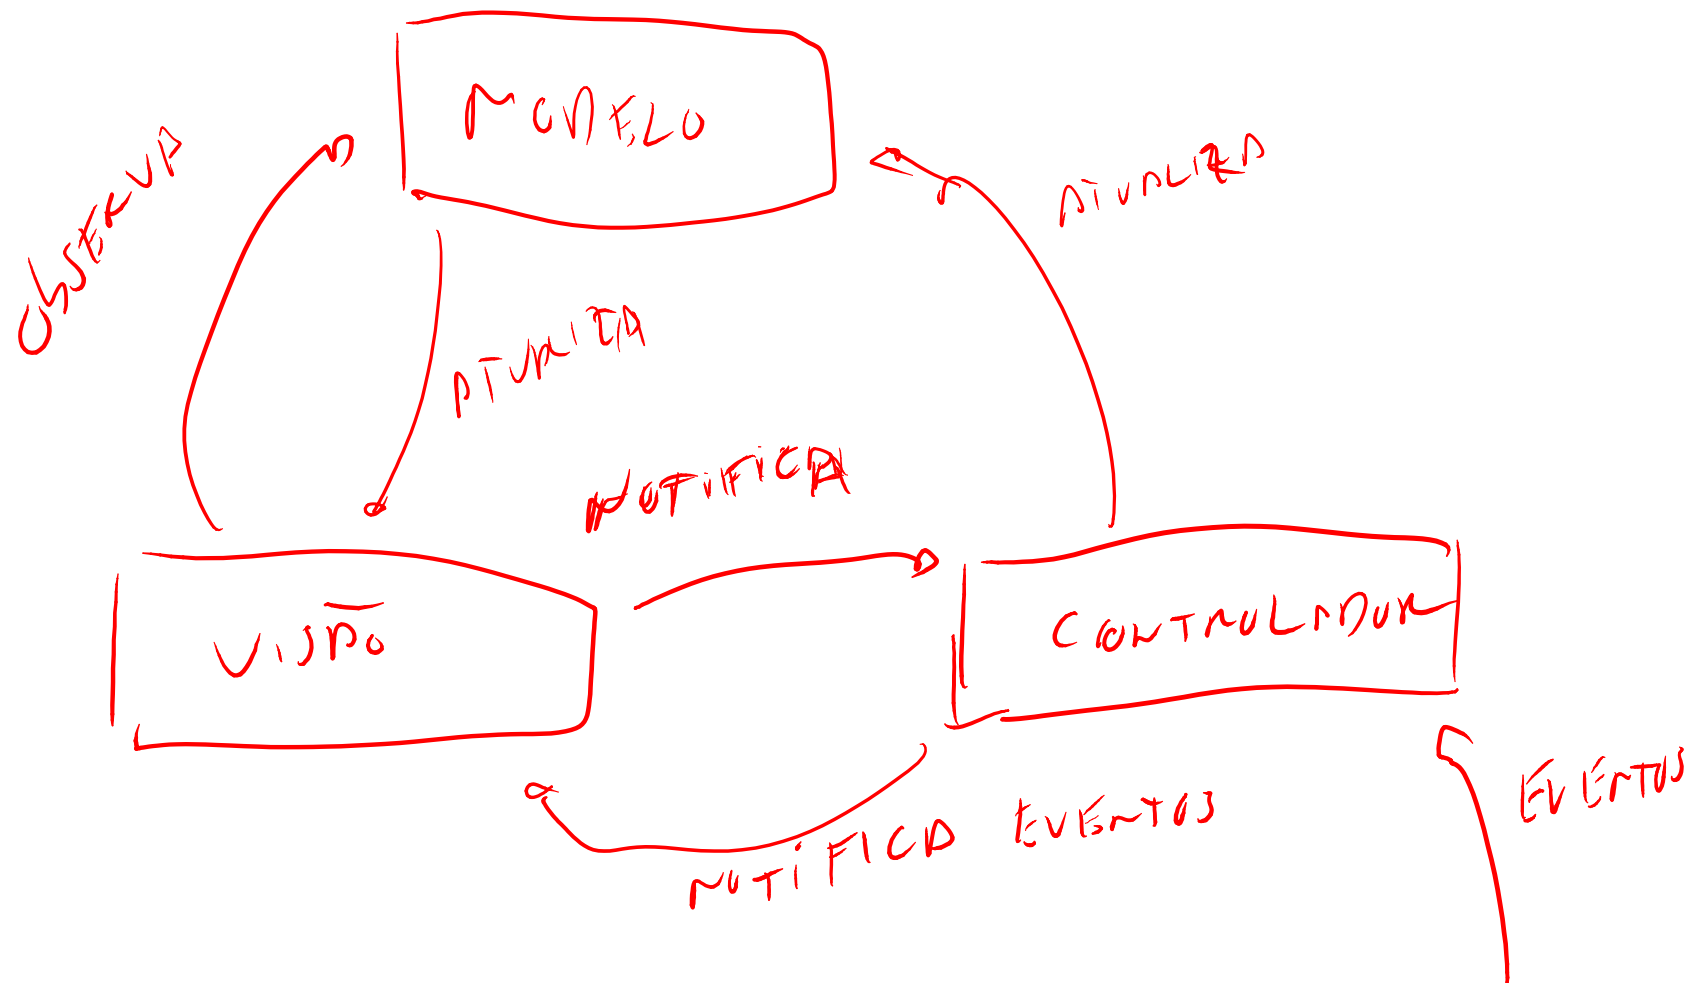 MODELO
OBSERVA
ATUALIZA
ATUALIZA
NOTIFICA
VISÃO
CONTROLADOR
NOTIFICA EVENTOS
EVENTOS